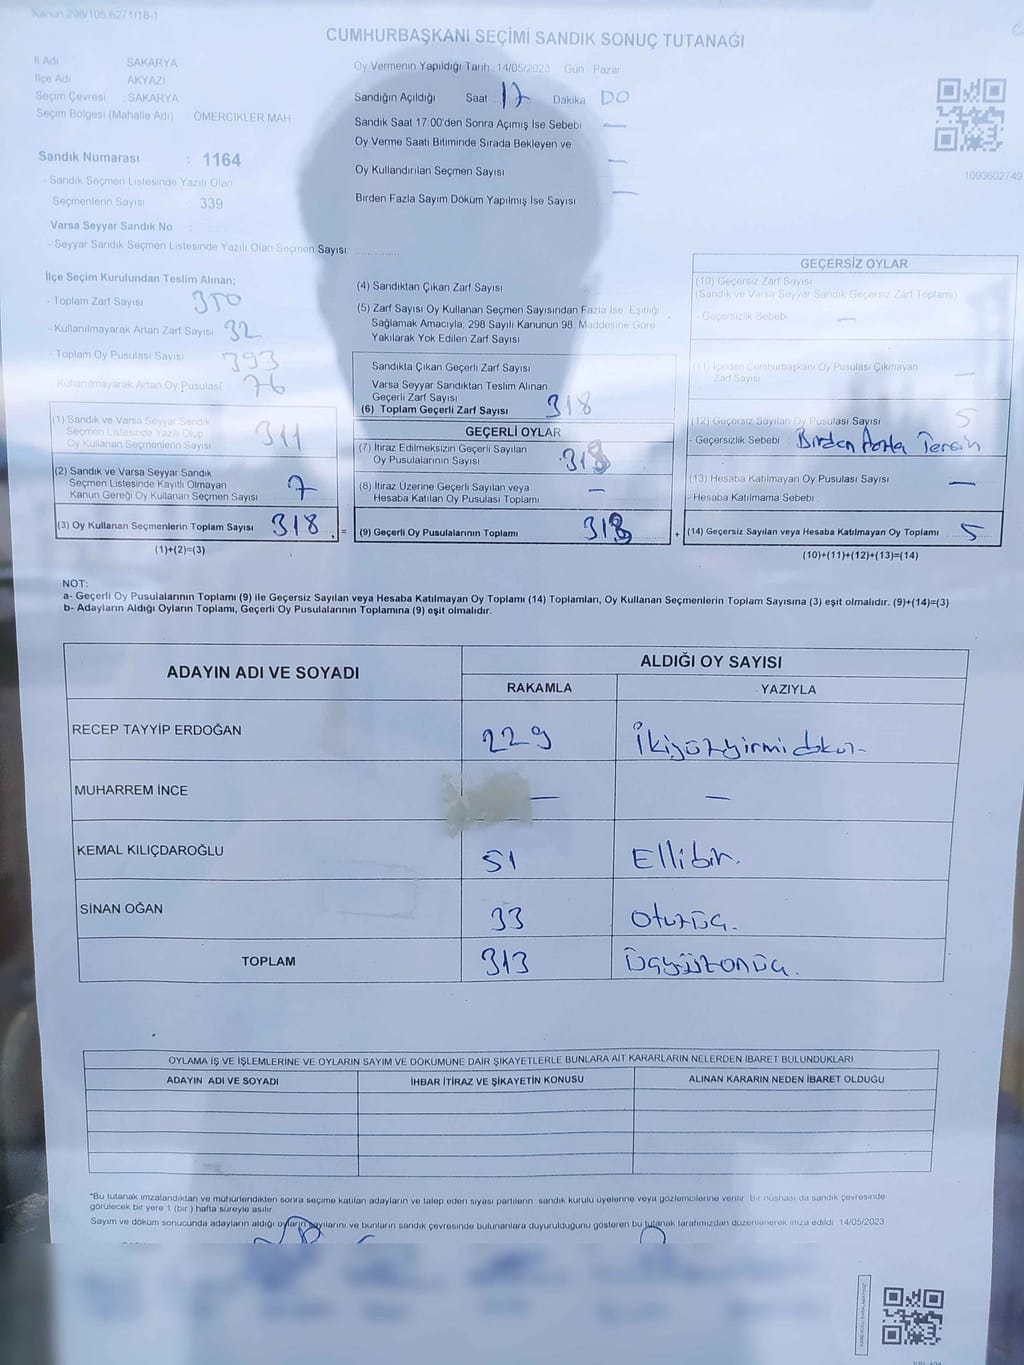 Kanun 298/105,6271/18-1
CUMHURBAŞKANI SEÇİMİ SANDIK SONUÇ TUTANAĞI
İl Adı SAKARYA
İlçe Adı AKYAZI
Seçim Çevresi : SAKARYA
Seçim Bölgesi (Mahalle Adı) ÖMERCİKLER MAH
Sandık Numarası : 1164
- Sandık Seçmen Listesinde Yazılı Olan
Seçmenlerin Sayısı : 339
Varsa Seyyar Sandık No :
- Seyyar Sandık Seçmen Listesinde Yazılı Olan Seçmen Sayısı: ..............
Oy Vermenin Yapıldığı Tarih 14/05/2023 Gün Pazar
Sandığın Açıldığı Saat 17 Dakika 00
Sandık Saat 17:00'den Sonra Açımış İse Sebebi —
Oy Verme Saati Bitiminde Sırada Bekleyen ve
Oy Kullandırılan Seçmen Sayısı —
Birden Fazla Sayım Döküm Yapılmış İse Sayısı —
1093602749
İlçe Seçim Kurulundan Teslim Alınan;
- Toplam Zarf Sayısı 350
- Kullanılmayarak Artan Zarf Sayısı 32
- Toplam Oy Pusulası Sayısı 393
Kullanılmayarak Artan Oy Pusulası 76
(1) Sandık ve Varsa Seyyar Sandık
Seçmen Listesinde Yazılı Olup
Oy Kullanan Seçmenlerin Sayısı 311
(2) Sandık ve Varsa Seyyar Sandık
Seçmen Listesinde Kayıtlı Olmayan
Kanun Gereği Oy Kullanan Seçmen Sayısı 7
(3) Oy Kullanan Seçmenlerin Toplam Sayısı 318 =
(1)+(2)=(3)
(4) Sandıktan Çıkan Zarf Sayısı
(5) Zarf Sayısı Oy Kullanan Seçmen Sayısından Fazla İse, Eşitliği
Sağlamak Amacıyla, 298 Sayılı Kanunun 98. Maddesine Göre
Yakılarak Yok Edilen Zarf Sayısı
Sandıkta Çıkan Geçerli Zarf Sayısı
Varsa Seyyar Sandıktan Teslim Alınan
Geçerli Zarf Sayısı
(6) Toplam Geçerli Zarf Sayısı 318
GEÇERLİ OYLAR
(7) İtiraz Edilmeksizin Geçerli Sayılan
Oy Pusulalarının Sayısı 313
(8) İtiraz Üzerine Geçerli Sayılan veya
Hesaba Katılan Oy Pusulası Toplamı —
(9) Geçerli Oy Pusulalarının Toplamı 313 +
GEÇERSİZ OYLAR
(10) Geçersiz Zarf Sayısı
(Sandık ve Varsa Seyyar Sandık Geçersiz Zarf Toplamı)
- Geçersizlik Sebebi —
(11) İçinden Cumhurbaşkanı Oy Pusulası Çıkmayan
Zarf Sayısı —
(12) Geçersiz Sayılan Oy Pusulası Sayısı 5
- Geçersizlik Sebebi Birden Fazla Tercih
(13) Hesaba Katılmayan Oy Pusulası Sayısı —
- Hesaba Katılmama Sebebi
(14) Geçersiz Sayılan veya Hesaba Katılmayan Oy Toplamı 5
(10)+(11)+(12)+(13)=(14)
NOT:
a- Geçerli Oy Pusulalarının Toplamı (9) ile Geçersiz Sayılan veya Hesaba Katılmayan Oy Toplamı (14) Toplamları, Oy Kullanan Seçmenlerin Toplam Sayısına (3) eşit olmalıdır. (9)+(14)=(3)
b- Adayların Aldığı Oyların Toplamı, Geçerli Oy Pusulalarının Toplamına (9) eşit olmalıdır.
ADAYIN ADI VE SOYADI ALDIĞI OY SAYISI
RAKAMLA YAZIYLA
RECEP TAYYİP ERDOĞAN 229 İkiyüzyirmidokuz
MUHARREM İNCE — —
KEMAL KILIÇDAROĞLU 51 Ellibir.
SİNAN OĞAN 33 Otuzüç.
TOPLAM 313 Üçyüzonüç.
OYLAMA İŞ VE İŞLEMLERİNE VE OYLARIN SAYIM VE DÖKÜMÜNE DAİR ŞİKAYETLERLE BUNLARA AİT KARARLARIN NELERDEN İBARET BULUNDUKLARI
ADAYIN ADI VE SOYADI İHBAR İTİRAZ VE ŞİKAYETİN KONUSU ALINAN KARARIN NEDEN İBARET OLDUĞU
*Bu tutanak imzalandıktan ve mühürlendikten sonra seçime katılan adayların ve talep eden siyasi partilerin sandık kurulu üyelerine veya gözlemcilerine verilir. Bir nüshası da sandık çevresinde
görülecek bir yere 1 (bir) hafta süreyle asılır.
Sayım ve döküm sonucunda adayların aldığı oyların sayılarını ve bunların sandık çevresinde bulunanlara duyurulduğunu gösteren bu tutanak tarafımızdan düzenlenerek imza edildi. 14/05/2023